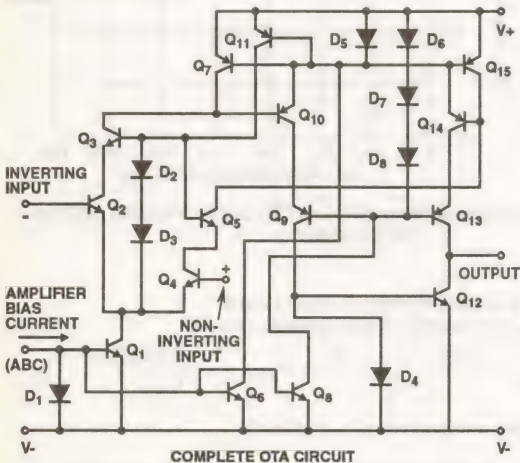 Q11
D5
D6
V+
Q7
Q15
Q3
Q10
D7
Q14
D2
D8
INVERTING
INPUT
-
Q2
D3
Q5
Q9
Q13
Q4
+
OUTPUT
AMPLIFIER
BIAS
CURRENT
(ABC)
Q1
NON-
INVERTING
INPUT
Q12
D1
Q6
Q8
D4
V-
V-
COMPLETE OTA CIRCUIT